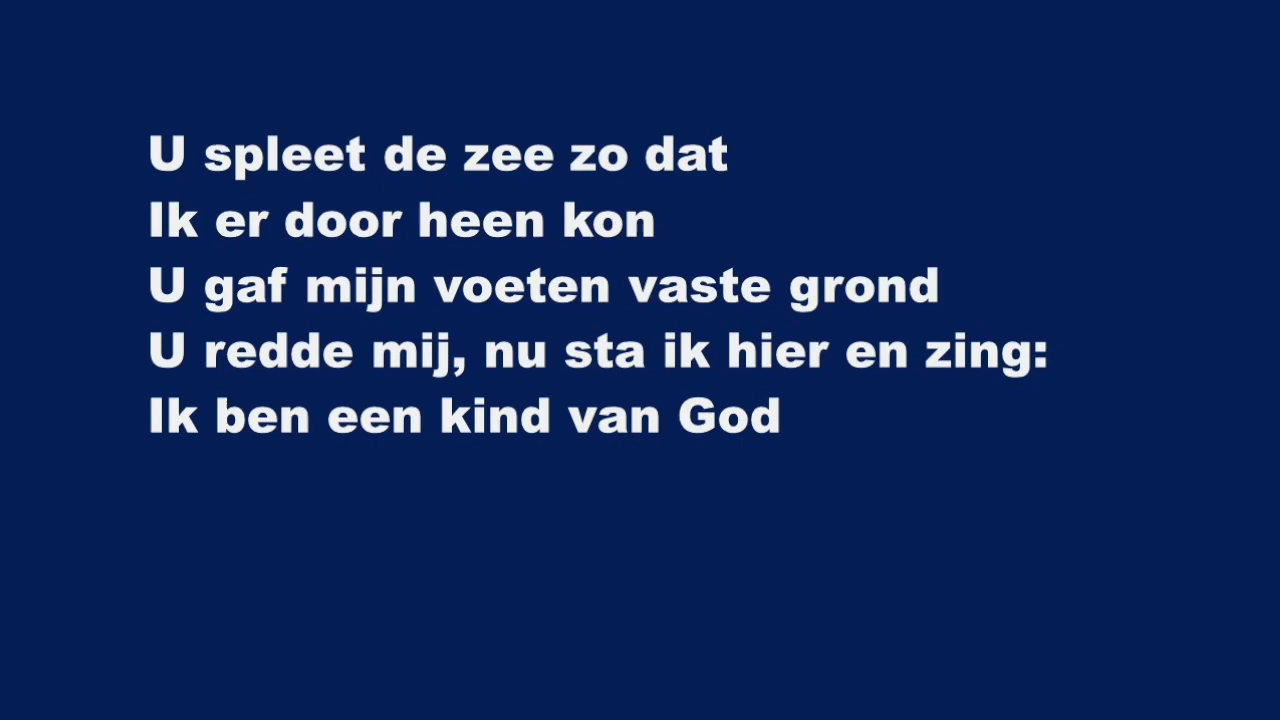 U spleet de zee zo dat
Ik er door heen kon
U gaf mijn voeten vaste grond
U redde mij, nu sta ik hier en zing:
Ik ben een kind van God